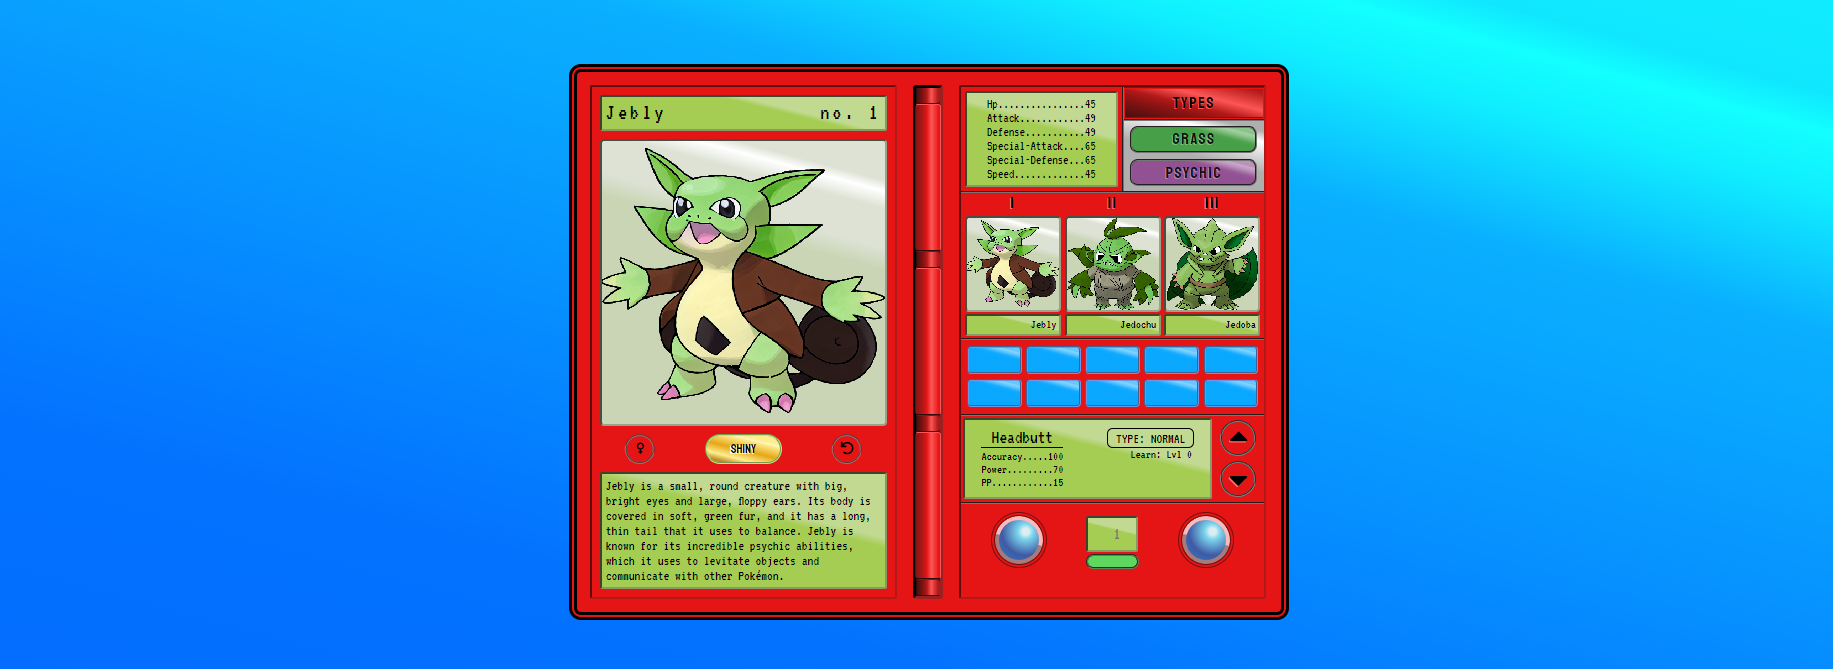 Jebly no. 1
Jebly is a small, round creature with big,
bright eyes and large, floppy ears. Its body is
covered in soft, green fur, and it has a long,
thin tail that it uses to balance. Jebly is
known for its incredible psychic abilities,
which it uses to levitate objects and
communicate with other Pokémon.
♀ SHINY
Hp................45
Attack............49
Defense...........49
Special-Attack....65
Special-Defense...65
Speed.............45
TYPES
GRASS
PSYCHIC
I II III
Jebly Jedochu Jedoba
Headbutt
Accuracy.....100
Power.........70
PP............15
TYPE: NORMAL
Learn: Lvl 0
1